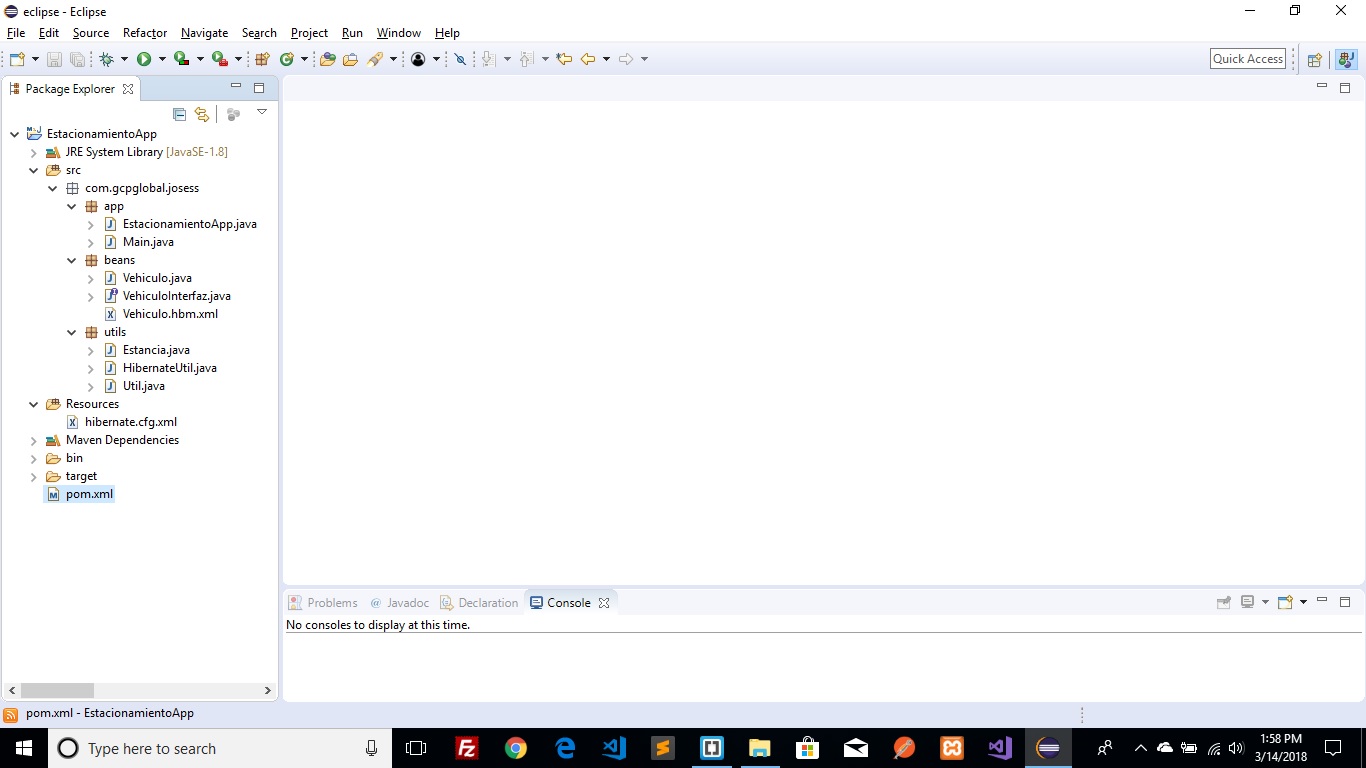 eclipse - Eclipse
File Edit Source Refactor Navigate Search Project Run Window Help
Quick Access
Package Explorer
EstacionamientoApp
JRE System Library [JavaSE-1.8]
src
com.gcpglobal.josess
app
EstacionamientoApp.java
Main.java
beans
Vehiculo.java
VehiculoInterfaz.java
Vehiculo.hbm.xml
utils
Estancia.java
HibernateUtil.java
Util.java
Resources
hibernate.cfg.xml
Maven Dependencies
bin
target
pom.xml
Problems Javadoc Declaration Console
No consoles to display at this time.
pom.xml - EstacionamientoApp
Type here to search
1:58 PM
3/14/2018